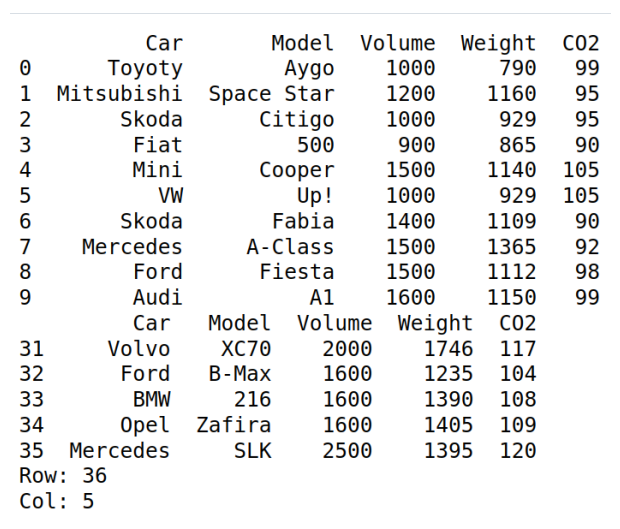 Car Model Volume Weight CO2
0 Toyoty Aygo 1000 790 99
1 Mitsubishi Space Star 1200 1160 95
2 Skoda Citigo 1000 929 95
3 Fiat 500 900 865 90
4 Mini Cooper 1500 1140 105
5 VW Up! 1000 929 105
6 Skoda Fabia 1400 1109 90
7 Mercedes A-Class 1500 1365 92
8 Ford Fiesta 1500 1112 98
9 Audi A1 1600 1150 99
Car Model Volume Weight CO2
31 Volvo XC70 2000 1746 117
32 Ford B-Max 1600 1235 104
33 BMW 216 1600 1390 108
34 Opel Zafira 1600 1405 109
35 Mercedes SLK 2500 1395 120
Row: 36
Col: 5